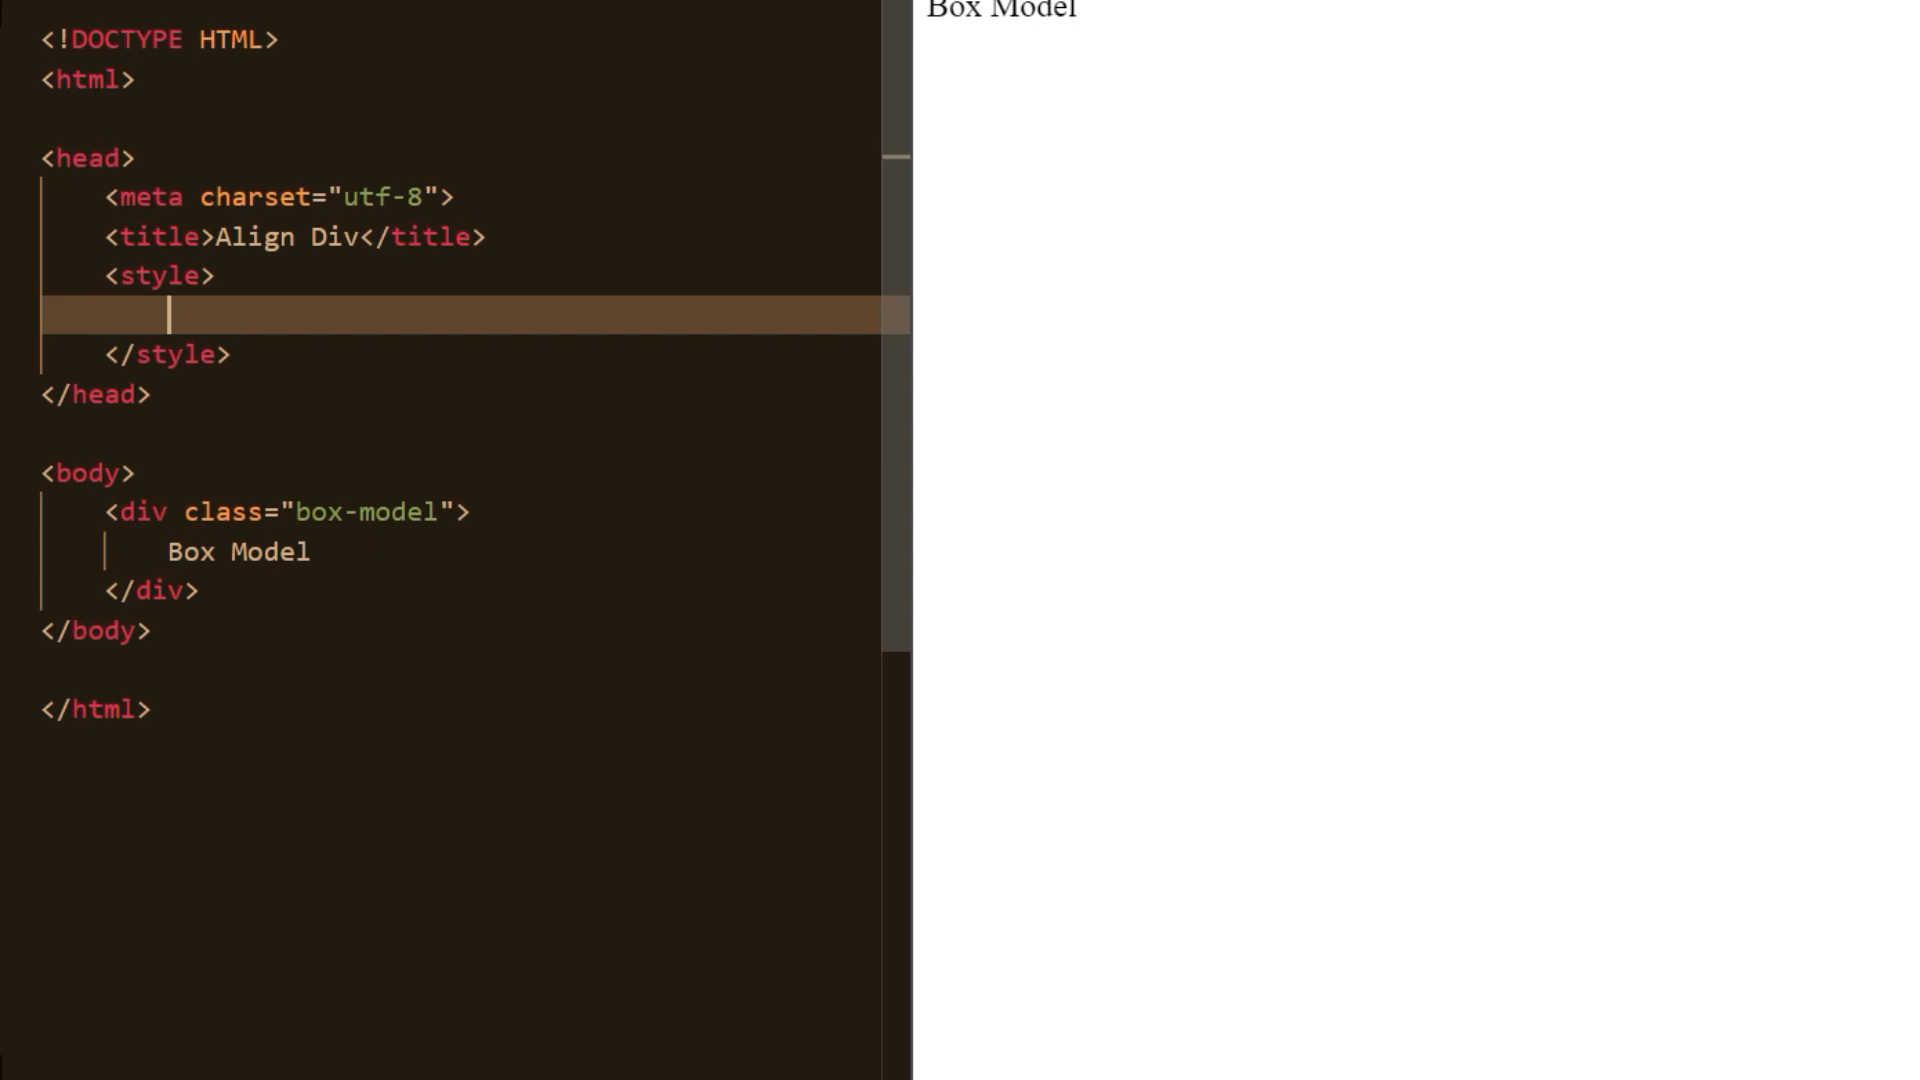 <!DOCTYPE HTML>
<html>
<head>
<meta charset="utf-8">
<title>Align Div</title>
<style>
</style>
</head>
<body>
<div class="box-model">
Box Model
</div>
</body>
</html>
Box Model